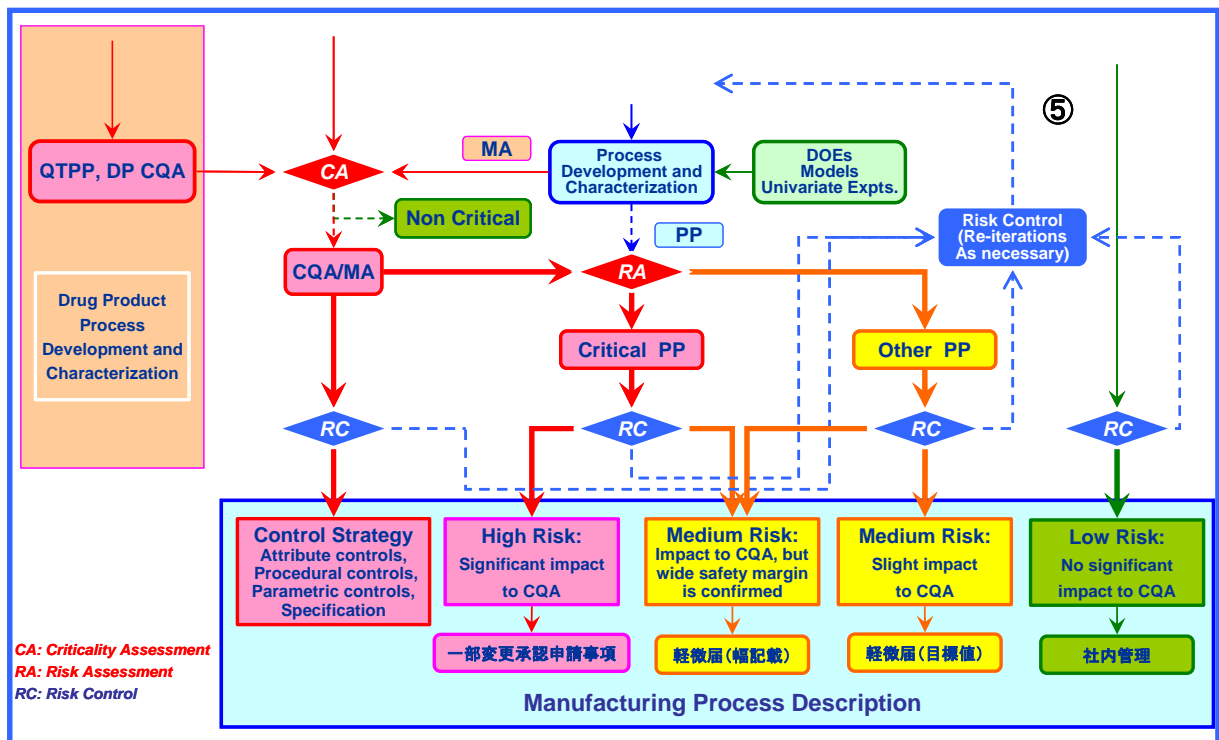 ⑤
MA
Process
Development and
Characterization
DOEs
Models
Univariate Expts.
QTPP, DP CQA
CA
Non Critical
PP
Risk Control
(Re-iterations
As necessary)
CQA/MA
RA
Drug Product
Process
Development and
Characterization
Critical PP
Other PP
RC
RC
RC
RC
Control Strategy
Attribute controls,
Procedural controls,
Parametric controls,
Specification
High Risk:
Significant impact
to CQA
Medium Risk:
Impact to CQA, but
wide safety margin
is confirmed
Medium Risk:
Slight impact
to CQA
Low Risk:
No significant
impact to CQA
一部変更承認申請事項
軽微届(幅記載)
軽微届(目標値)
社内管理
CA: Criticality Assessment
RA: Risk Assessment
RC: Risk Control
Manufacturing Process Description